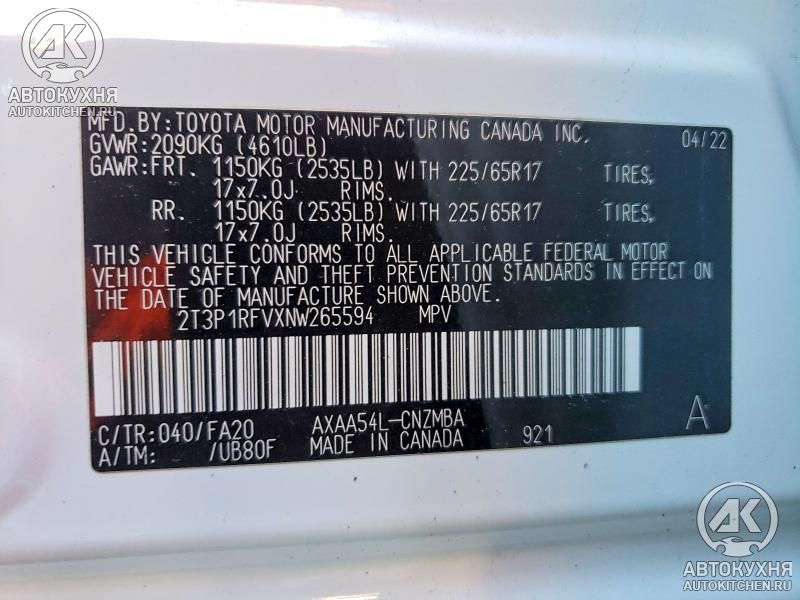 AK
АВТОКУХНЯ
AUTOKITCHEN.RU
MFD.BY:TOYOTA MOTOR MANUFACTURING CANADA INC. 04/22
GVWR:2090KG (4610LB)
GAWR:FRT. 1150KG (2535LB) WITH 225/65R17 TIRES,
17x7.0J RIMS.
RR. 1150KG (2535LB) WITH 225/65R17 TIRES,
17x7.0J RIMS.
THIS VEHICLE CONFORMS TO ALL APPLICABLE FEDERAL MOTOR
VEHICLE SAFETY AND THEFT PREVENTION STANDARDS IN EFFECT ON
THE DATE OF MANUFACTURE SHOWN ABOVE.
2T3P1RFVXNW265594 MPV
C/TR:040/FA20 AXAA54L-CNZMBA A
A/TM: /UB80F MADE IN CANADA 921
AK
АВТОКУХНЯ
AUTOKITCHEN.RU